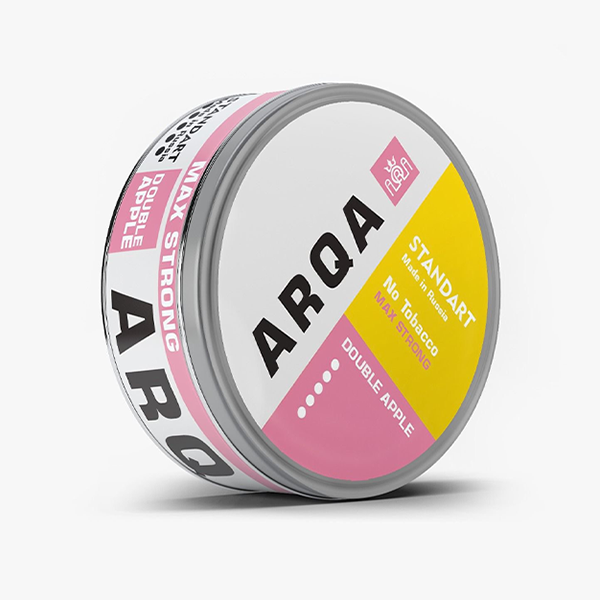 ARQA
STANDART
Made in Russia
No Tobacco
MAX STRONG
DOUBLE APPLE
STANDART
MAX STRONG
DOUBLE
APPLE
ARQ